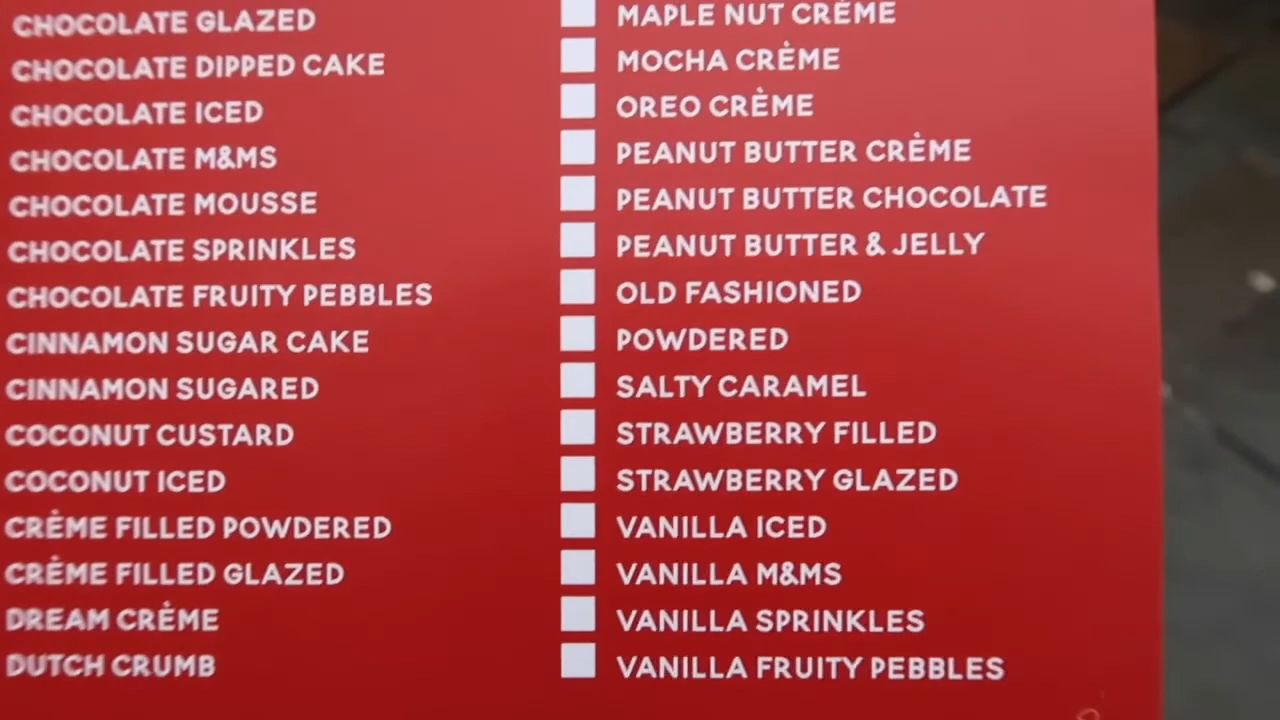 CHOCOLATE GLAZED
CHOCOLATE DIPPED CAKE
CHOCOLATE ICED
CHOCOLATE M&MS
CHOCOLATE MOUSSE
CHOCOLATE SPRINKLES
CHOCOLATE FRUITY PEBBLES
CINNAMON SUGAR CAKE
CINNAMON SUGARED
COCONUT CUSTARD
COCONUT ICED
CRÈME FILLED POWDERED
CRÈME FILLED GLAZED
DREAM CRÈME
DUTCH CRUMB
MAPLE NUT CRÈME
MOCHA CRÈME
OREO CRÈME
PEANUT BUTTER CRÈME
PEANUT BUTTER CHOCOLATE
PEANUT BUTTER & JELLY
OLD FASHIONED
POWDERED
SALTY CARAMEL
STRAWBERRY FILLED
STRAWBERRY GLAZED
VANILLA ICED
VANILLA M&MS
VANILLA SPRINKLES
VANILLA FRUITY PEBBLES